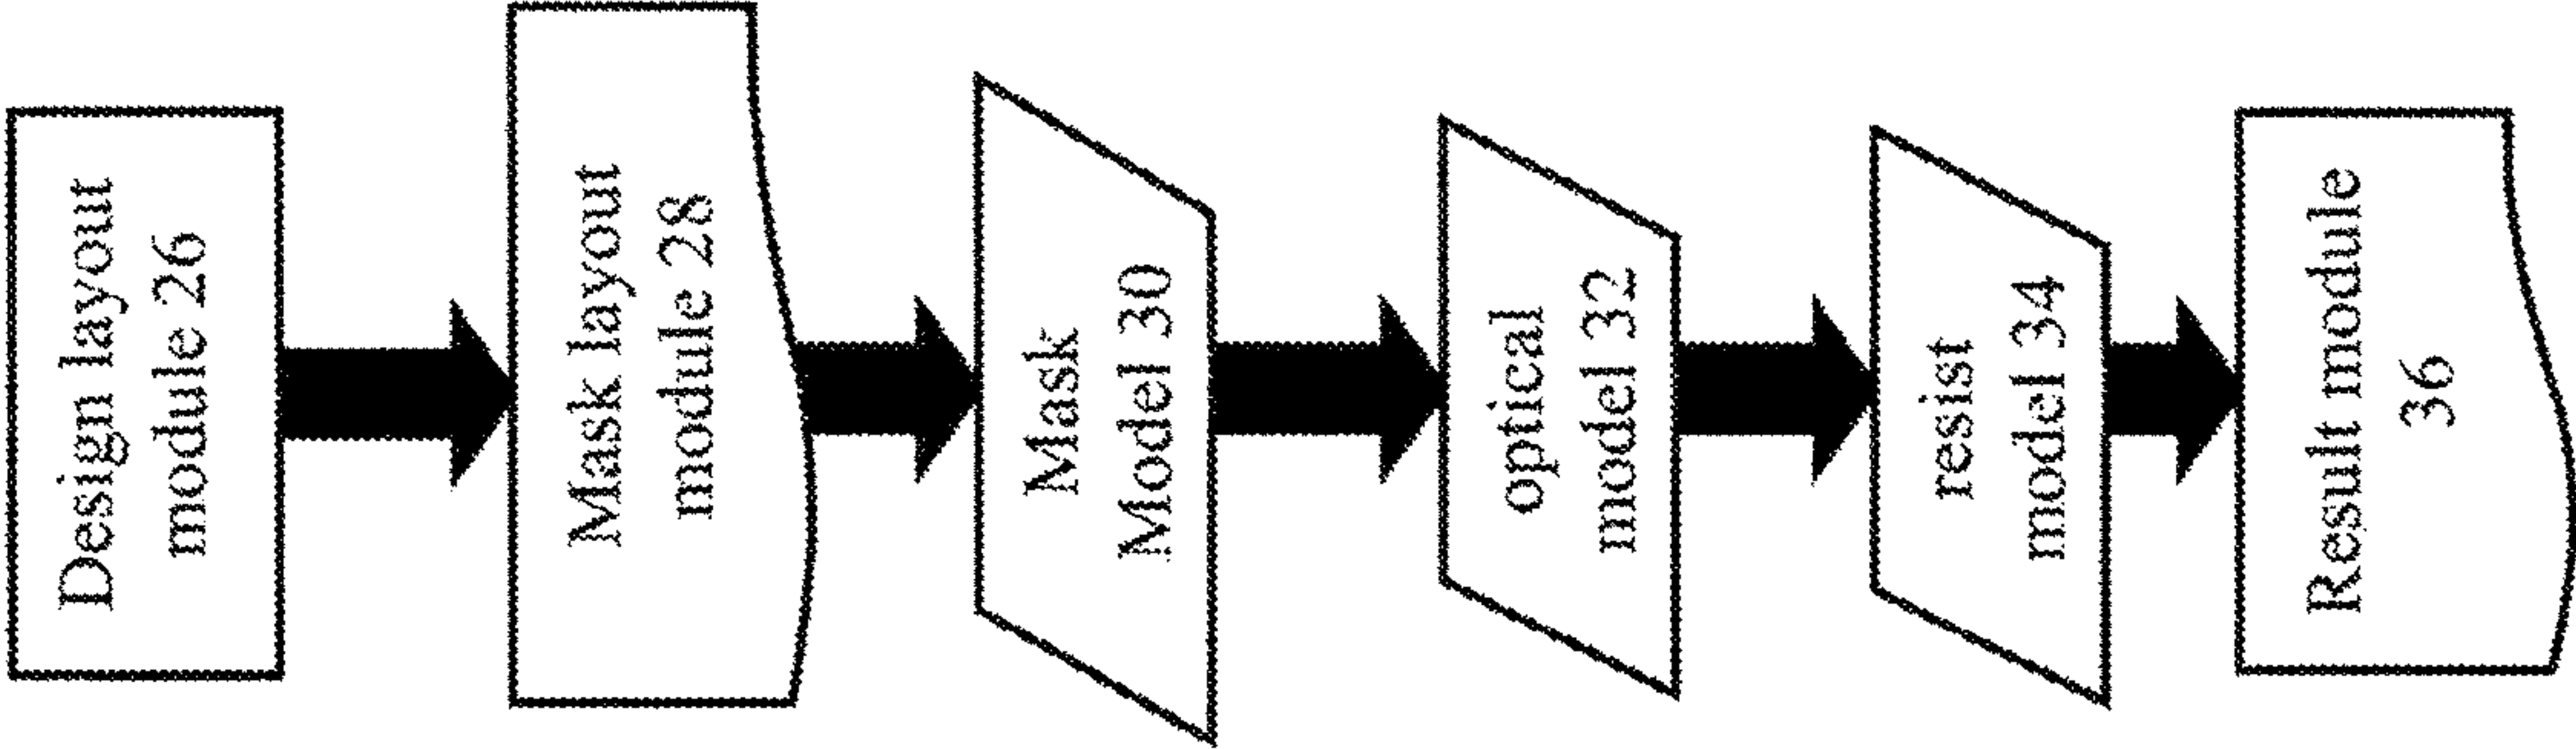 Design layout
module 26
Mask layout
module 28
Mask
Model 30
optical
model 32
resist
model 34
Result module
36